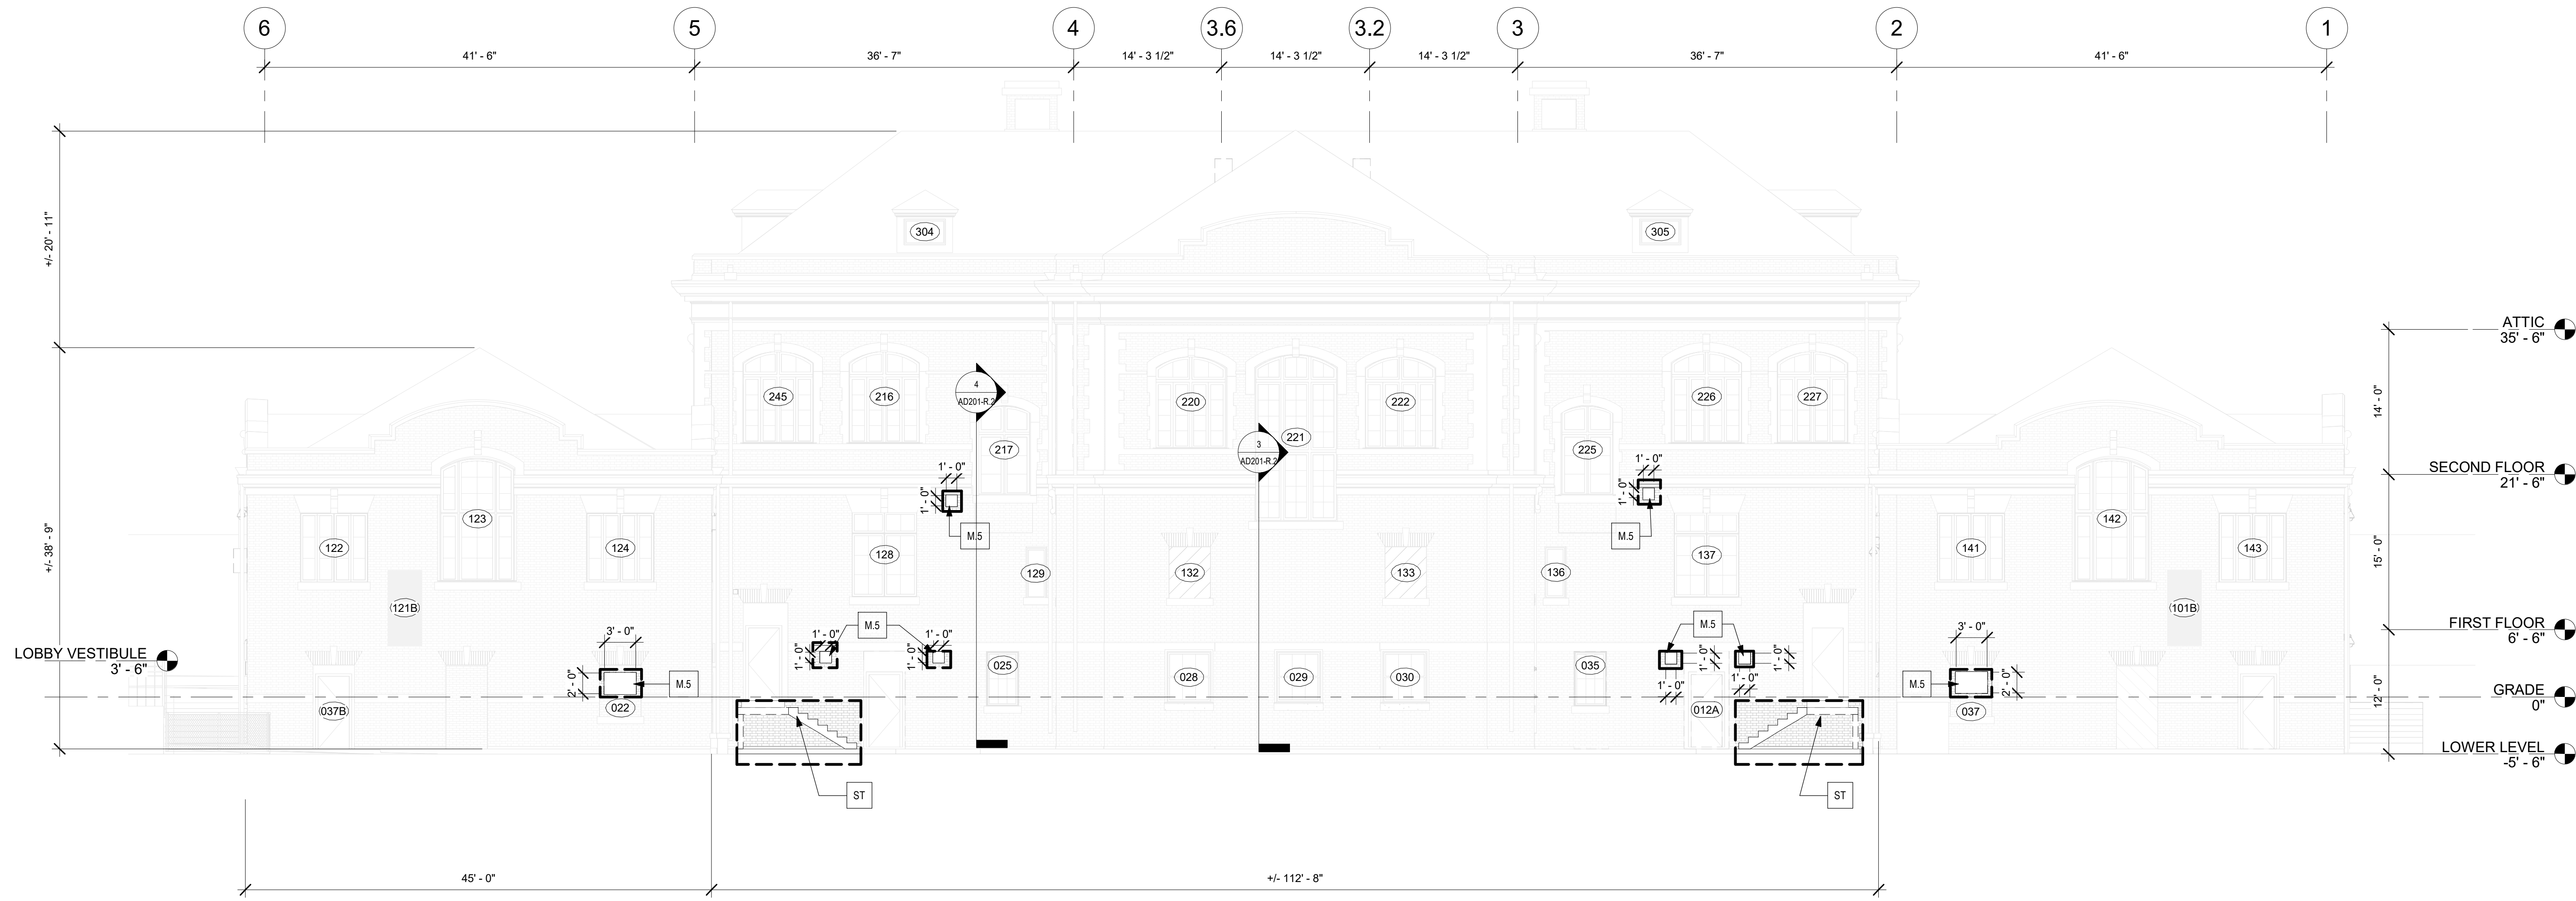 6 5 4 3.6 3.2 3 2 1
41' - 6" 36' - 7" 14' - 3 1/2" 14' - 3 1/2" 14' - 3 1/2" 36' - 7" 41' - 6"
+/- 20' - 11"
304 305
ATTIC
35' - 6"
14' - 0"
4
AD201-R.2
245 216 220 222 226 227
221
3
AD201-R.2
217 225
1' - 0" 1' - 0"
SECOND FLOOR
21' - 6"
1' - 0" 1' - 0"
123 142
M.5 M.5
+/- 38' - 9"
122 124 128 137 141 143
15' - 0"
129 132 133 136
121B 101B
FIRST FLOOR
6' - 6"
M.5 M.5
3' - 0" 1' - 0" 1' - 0" 3' - 0"
LOBBY VESTIBULE
3' - 6"
1' - 0" 1' - 0" 1' - 0" 1' - 0"
025 035
028 029 030
2' - 0" M.5 1' - 0" 1' - 0" M.5 2' - 0"
GRADE
0"
12' - 0"
037B 022 012A 037
LOWER LEVEL
-5' - 6"
ST ST
45' - 0" +/- 112' - 8"